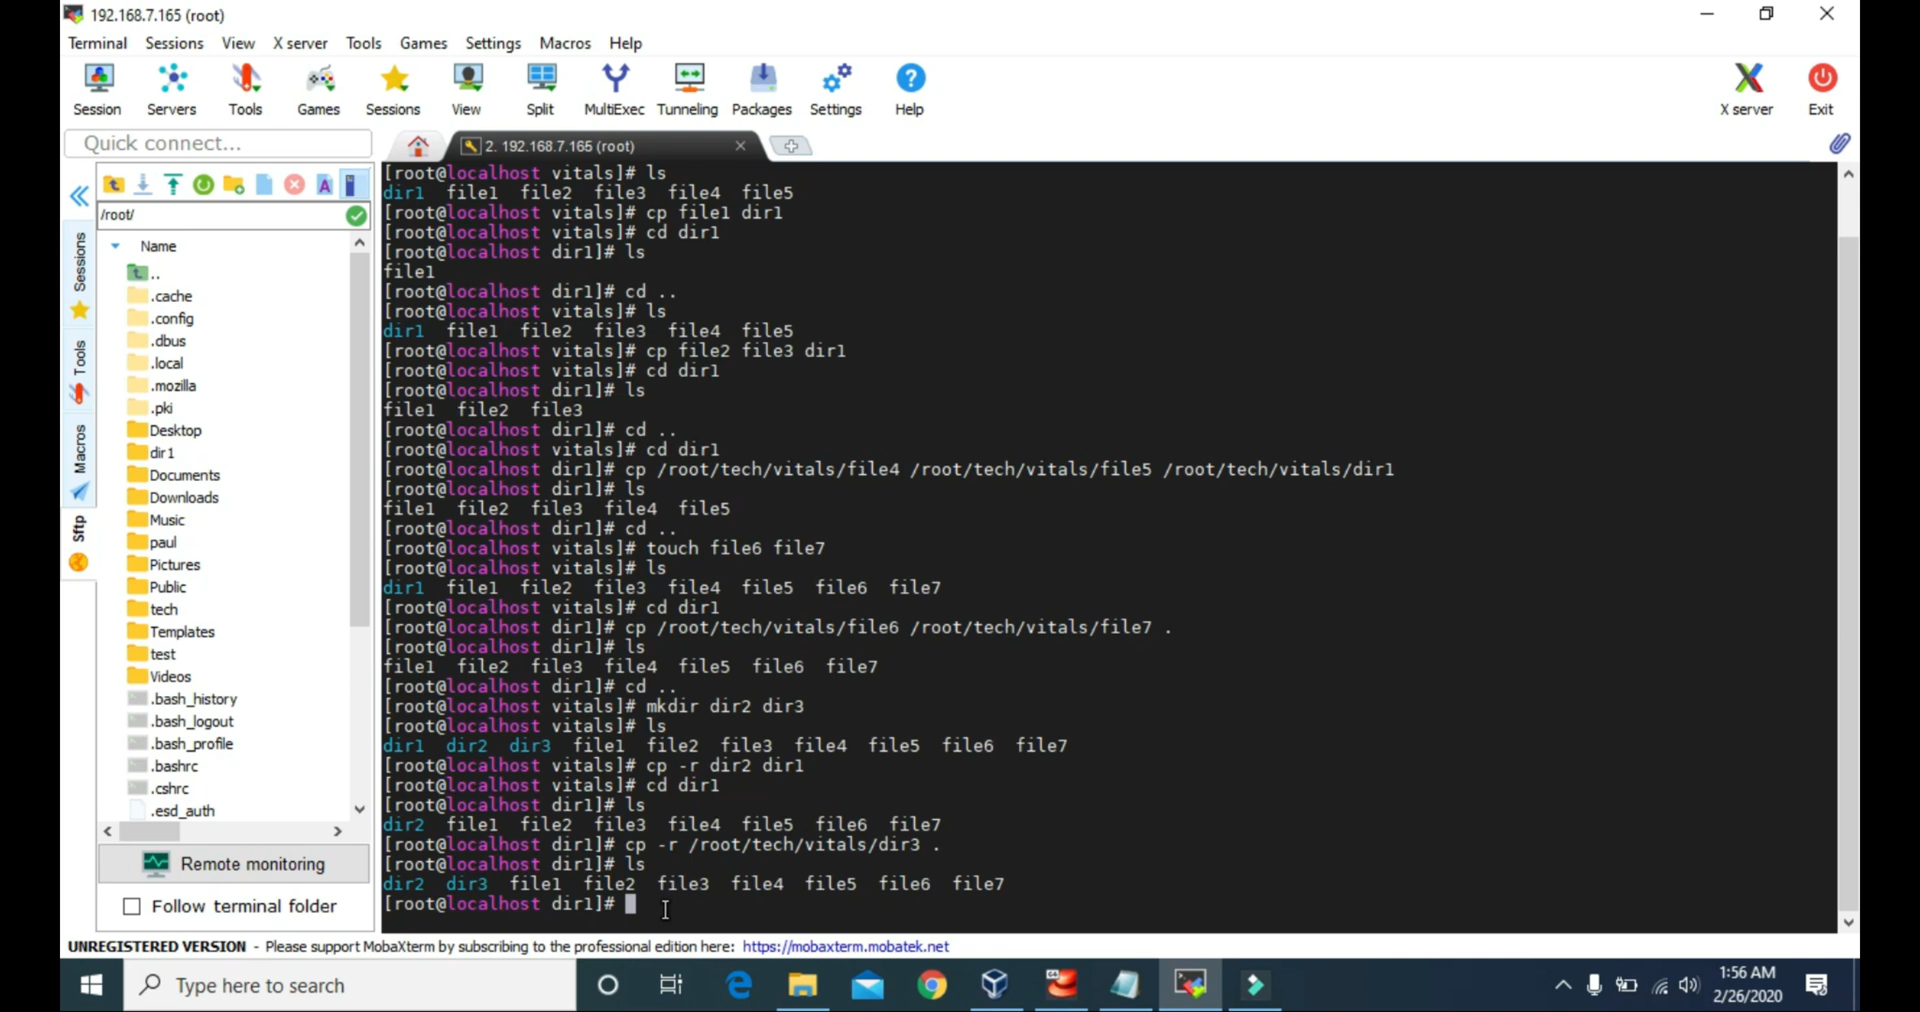 192.168.7.165 (root)
Terminal Sessions View X server Tools Games Settings Macros Help
Session Servers Tools Games Sessions View Split MultiExec Tunneling Packages Settings Help X server Exit
Quick connect...
2. 192.168.7.165 (root)
/root/
Name
..
.cache
.config
.dbus
.local
.mozilla
.pki
Desktop
dir1
Documents
Downloads
Music
paul
Pictures
Public
tech
Templates
test
Videos
.bash_history
.bash_logout
.bash_profile
.bashrc
.cshrc
.esd_auth
Sessions
Tools
Macros
Sftp
Remote monitoring
Follow terminal folder
[root@localhost vitals]# ls
dir1 file1 file2 file3 file4 file5
[root@localhost vitals]# cp file1 dir1
[root@localhost vitals]# cd dir1
[root@localhost dir1]# ls
file1
[root@localhost dir1]# cd ..
[root@localhost vitals]# ls
dir1 file1 file2 file3 file4 file5
[root@localhost vitals]# cp file2 file3 dir1
[root@localhost vitals]# cd dir1
[root@localhost dir1]# ls
file1 file2 file3
[root@localhost dir1]# cd ..
[root@localhost vitals]# cd dir1
[root@localhost dir1]# cp /root/tech/vitals/file4 /root/tech/vitals/file5 /root/tech/vitals/dir1
[root@localhost dir1]# ls
file1 file2 file3 file4 file5
[root@localhost dir1]# cd ..
[root@localhost vitals]# touch file6 file7
[root@localhost vitals]# ls
dir1 file1 file2 file3 file4 file5 file6 file7
[root@localhost vitals]# cd dir1
[root@localhost dir1]# cp /root/tech/vitals/file6 /root/tech/vitals/file7 .
[root@localhost dir1]# ls
file1 file2 file3 file4 file5 file6 file7
[root@localhost dir1]# cd ..
[root@localhost vitals]# mkdir dir2 dir3
[root@localhost vitals]# ls
dir1 dir2 dir3 file1 file2 file3 file4 file5 file6 file7
[root@localhost vitals]# cp -r dir2 dir1
[root@localhost vitals]# cd dir1
[root@localhost dir1]# ls
dir2 file1 file2 file3 file4 file5 file6 file7
[root@localhost dir1]# cp -r /root/tech/vitals/dir3 .
[root@localhost dir1]# ls
dir2 dir3 file1 file2 file3 file4 file5 file6 file7
[root@localhost dir1]#
UNREGISTERED VERSION - Please support MobaXterm by subscribing to the professional edition here: https://mobaxterm.mobatek.net
Type here to search
1:56 AM
2/26/2020